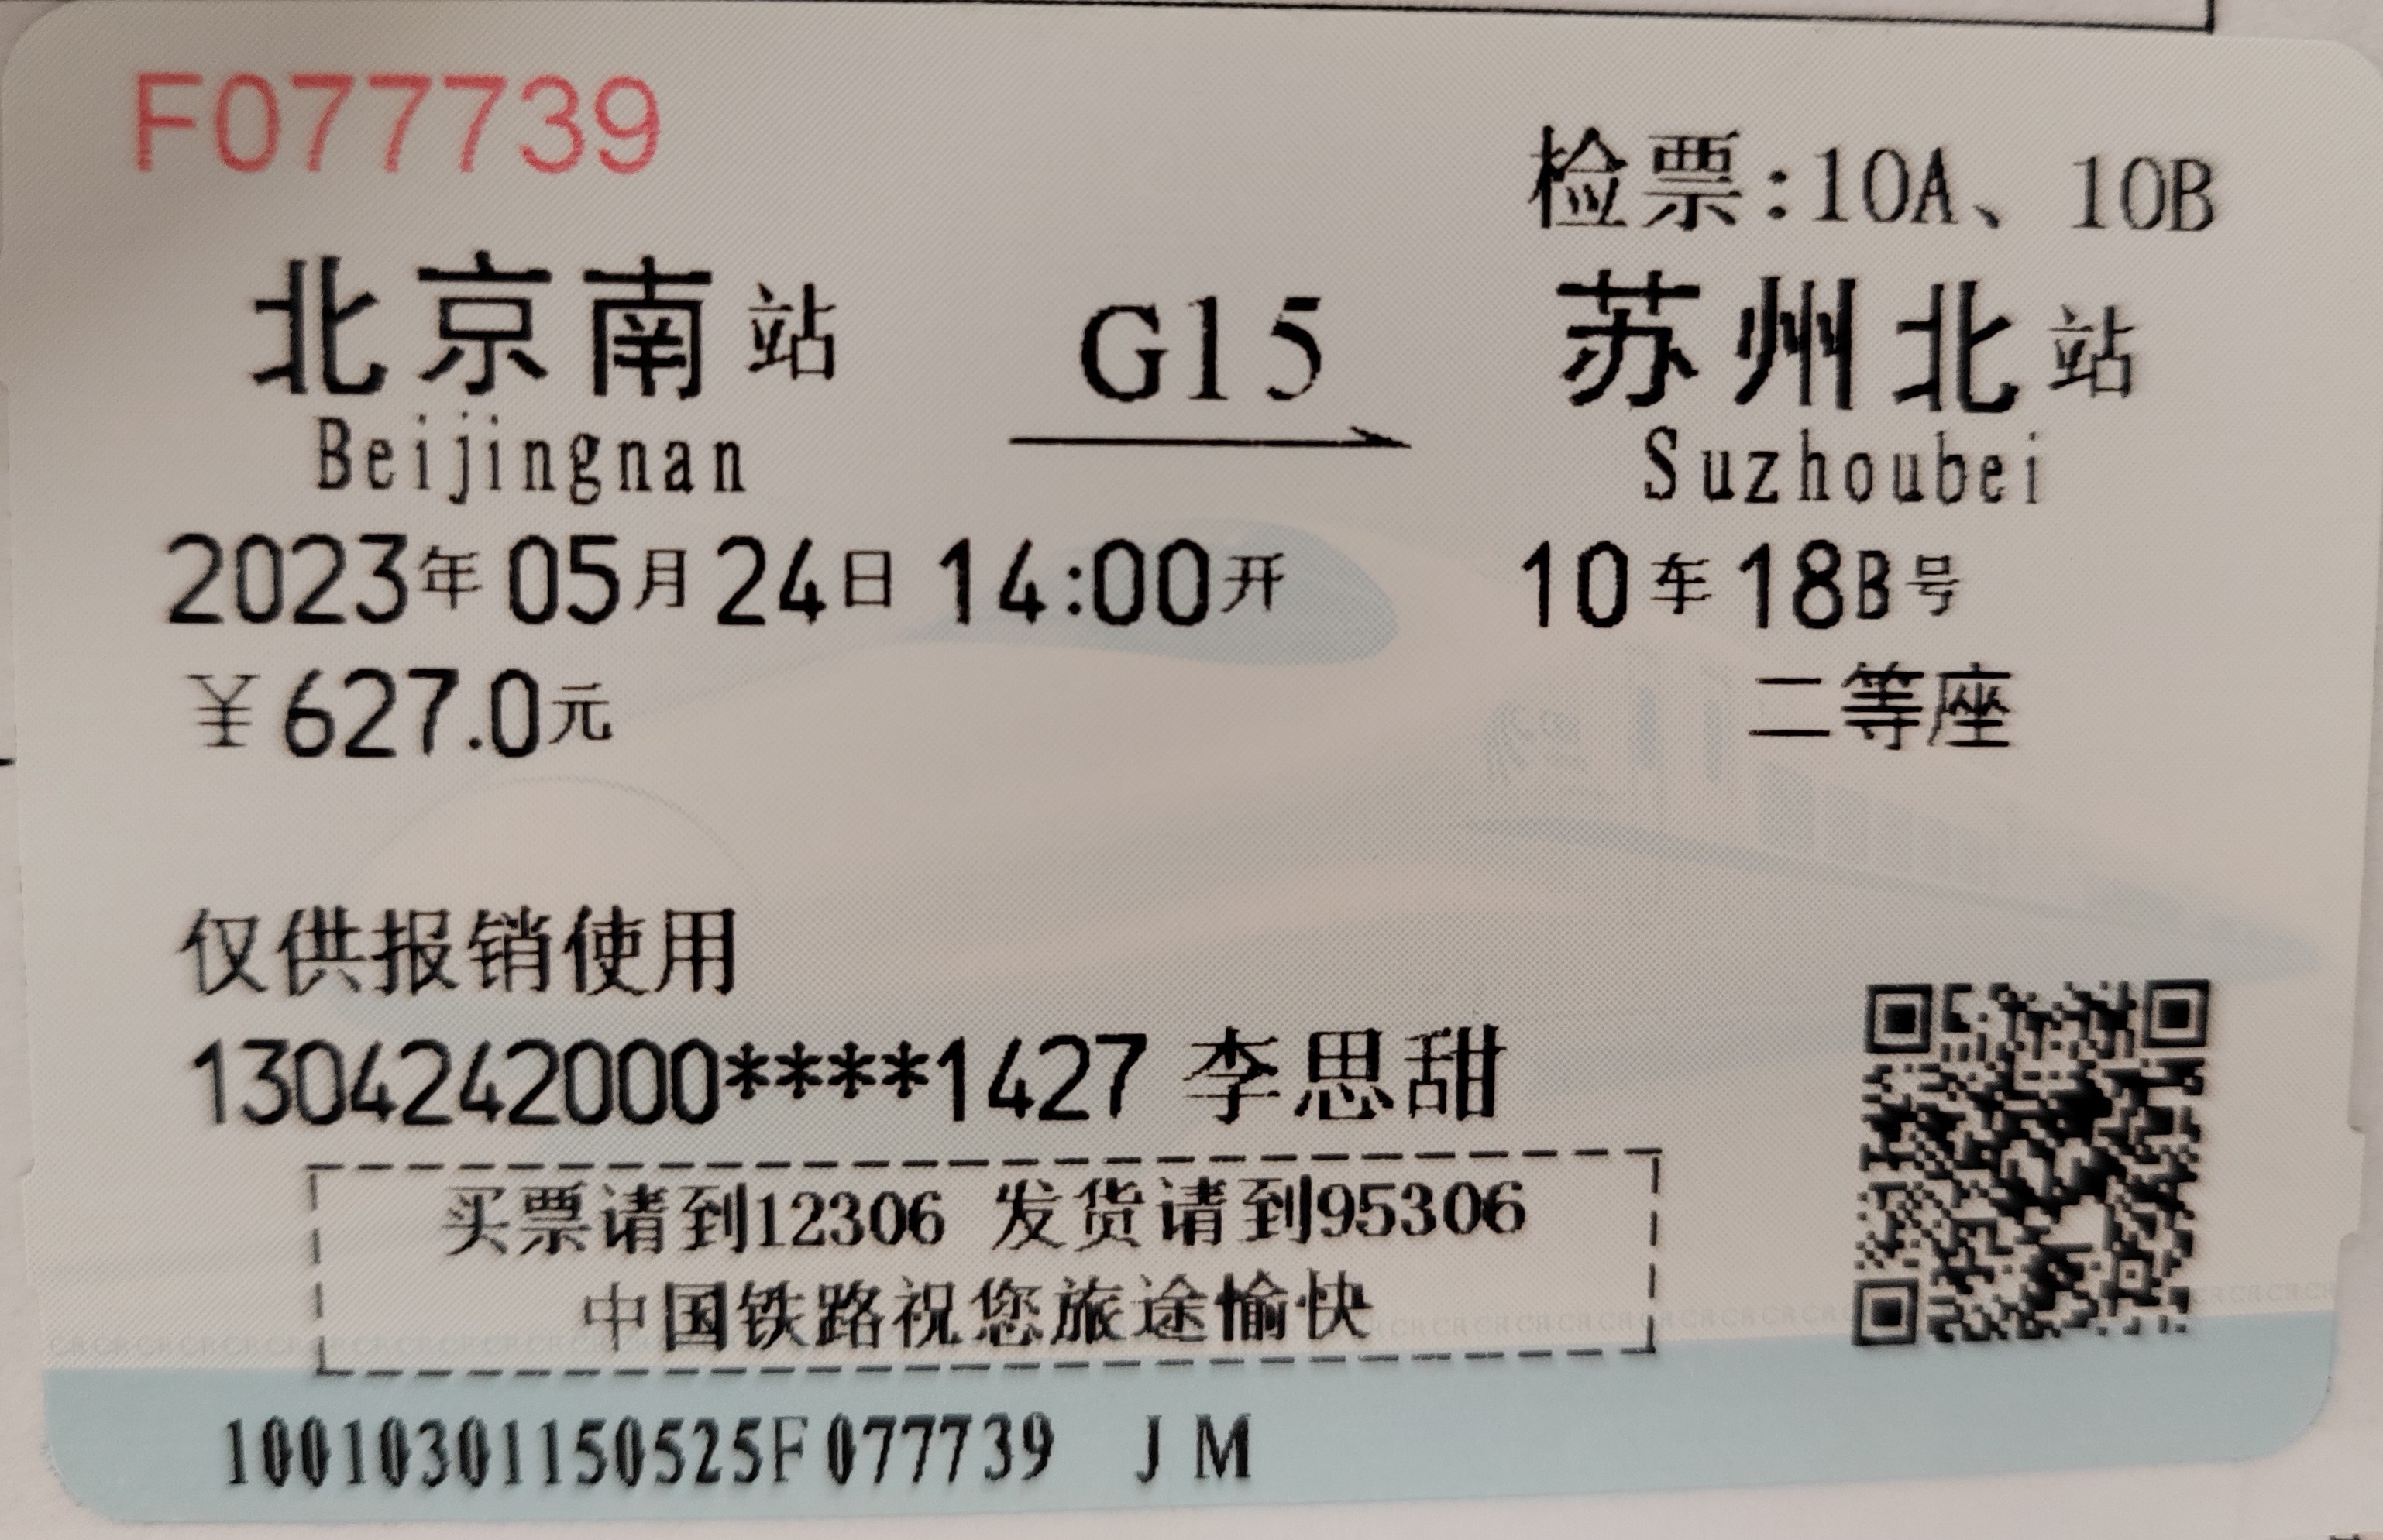 F077739
检票:10A、10B
北京南站 G15 苏州北站
Beijingnan Suzhoubei
2023年05月24日 14:00开 10车18B号
￥627.0元 二等座
仅供报销使用
1304242000****1427 李思甜
买票请到12306 发货请到95306
中国铁路祝您旅途愉快
10010301150525F077739 JM